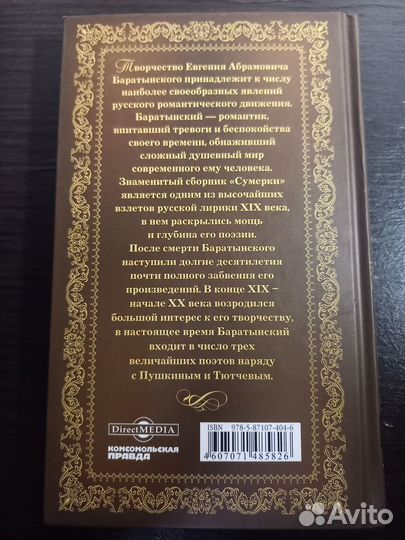 Творчество Евгения Абрамовича
Баратынского принадлежит к числу
наиболее своеобразных явлений
русского романтического движения.
Баратынский — романтик,
впитавший тревоги и беспокойства
своего времени, обнаживший
сложный душевный мир
современного ему человека.
Знаменитый сборник «Сумерки»
является одним из высочайших
взлетов русской лирики XIX века,
в нем раскрылись мощь
и глубина его поэзии.
После смерти Баратынского
наступили долгие десятилетия
почти полного забвения его
произведений. В конце XIX –
начале XX века возродился
большой интерес к его творчеству,
в настоящее время Баратынский
входит в число трех
величайших поэтов наряду
с Пушкиным и Тютчевым.
DirectMEDIA
КОМСОМОЛЬСКАЯ
ПРАВДА
ISBN 978-5-87107-404-6
4607071485826
Avito